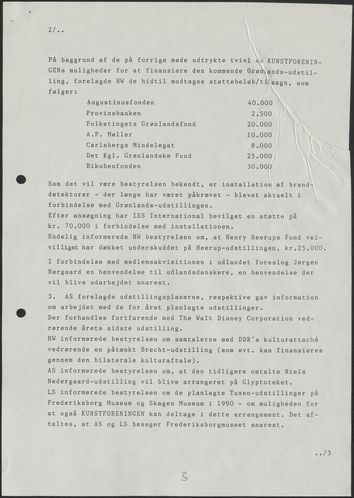 2/..
På baggrund af de på forrige møde udtrykte tvivl om KUNSTFORENIN-
GENs muligheder for at finansiere den kommende Grønlands-udstil-
ling, forelagde HW de hidtil modtagne støttebeløb/tilsagn, som
følger:
Augustinusfonden 40.000
Provinsbanken 2.500
Folketingets Grønlandsfond 20.000
A.P. Møller 10.000
Carlsbergs Mindelegat 8.000
Det Kgl. Grønlandske Fond 25.000
Bikubenfonden 30.000
Som det vil være bestyrelsen bekendt, er installation af brand-
detektorer - der længe har været påkrævet - blevet aktuelt i
forbindelse med Grønlands-udstillingen.
Efter ansøgning har ISS International bevilget en støtte på
kr. 70.000 i forbindelse med installationen.
Endelig informerede HW bestyrelsen om, at Henry Heerups Fond vel-
villigst har dækket underskuddet på Heerup-udstillingen, kr.25.000.
I forbindelse med medlemsakvisitionen i udlandet foreslog Jørgen
Nørgaard en henvendelse til udlandsdanskere, en henvendelse der
vil blive udarbejdet snarest.
3. AS forelagde udstillingsplanerne, respektive gav information
om arbejdet med de for året planlagte udstillinger.
Der forhandles fortfarende med The Walt Disney Corporation ved-
rørende årets sidste udstilling.
HW informerede bestyrelsen om samtalerne med DDR's kulturattaché
vedrørende en påtænkt Brecht-udstilling (som evt. kan finansieres
gennem den bilaterale kulturaftale).
AS informerede bestyrelsen om, at den tidligere omtalte Niels
Nedergaard-udstilling vil blive arrangeret på Glyptoteket.
LS informerede bestyrelsen om de planlagte Tuxen-udstillinger på
Frederiksborg Museum og Skagen Museum i 1990 - om muligheden for
at også KUNSTFORENINGEN kan deltage i dette arrangement. Det af-
taltes, at AS og LS besøger Frederiksborgmuseet snarest.
../3
3